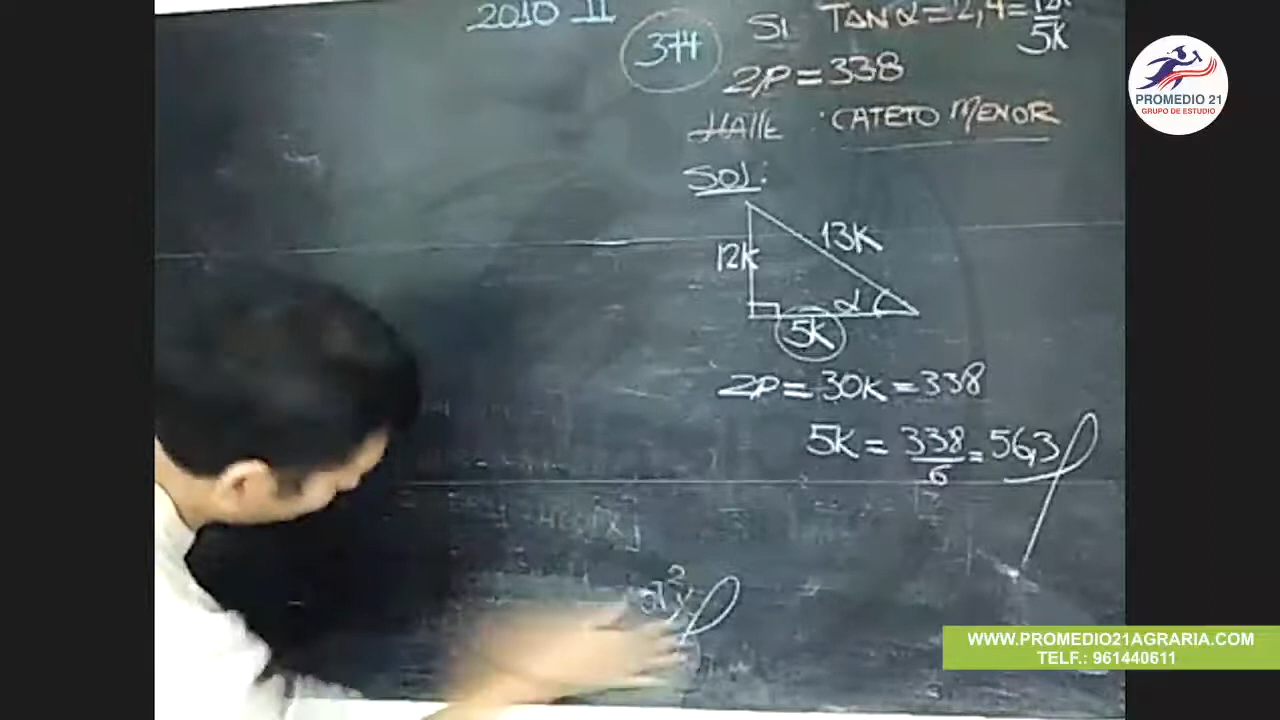 2010 II
374
SI TAN α = 2,4 = 12K/5K
2P = 338
HAllE : CATETO MENOR
SOL:
12K
13K
α
5K
2P = 30K = 338
5K = 338/6 = 56,3
PROMEDIO 21
GRUPO DE ESTUDIO
WWW.PROMEDIO21AGRARIA.COM
TELF.: 961440611